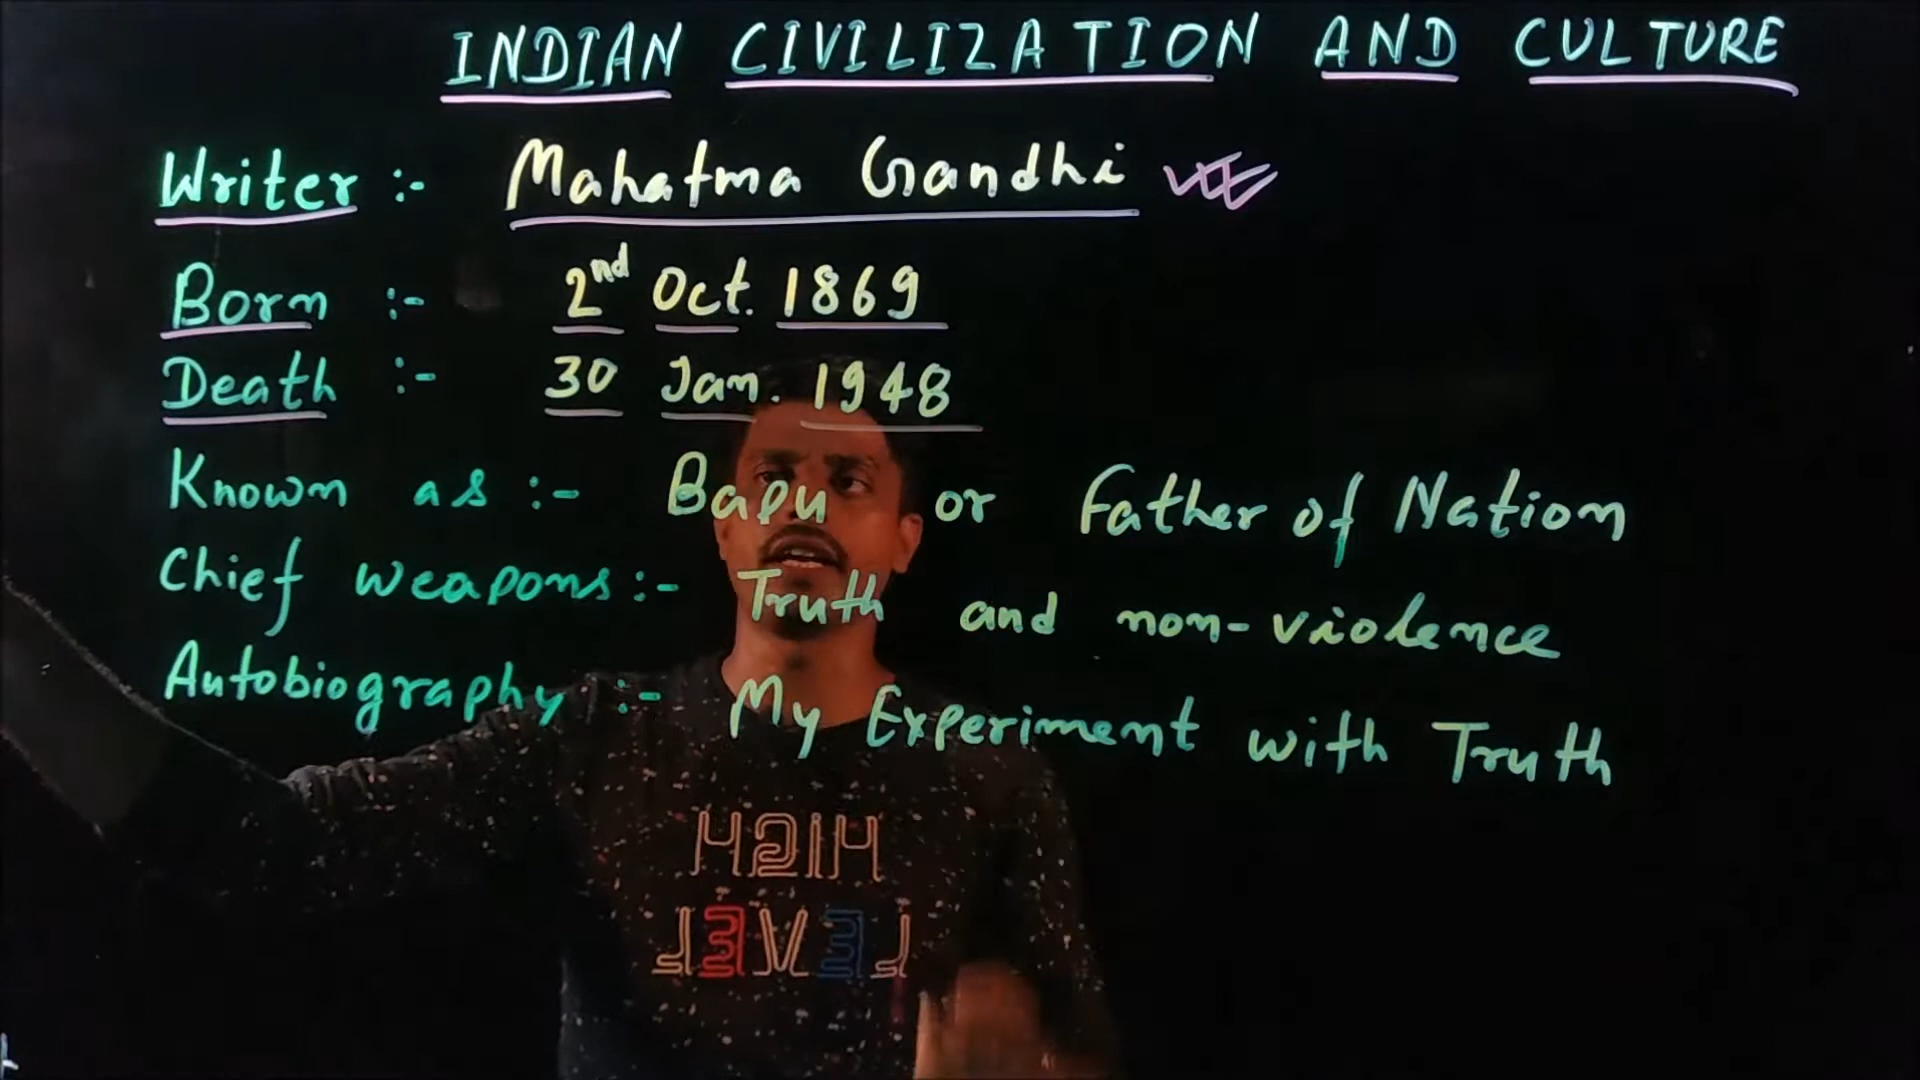 INDIAN CIVILIZATION AND CULTURE
Writer :- Mahatma Gandhi
Born :- 2nd Oct. 1869
Death :- 30 Jan. 1948
Known as :- Bapu or Father of Nation
Chief weapons :- Truth and non-violence
Autobiography :- My Experiment with Truth
HIGH
LEVEL